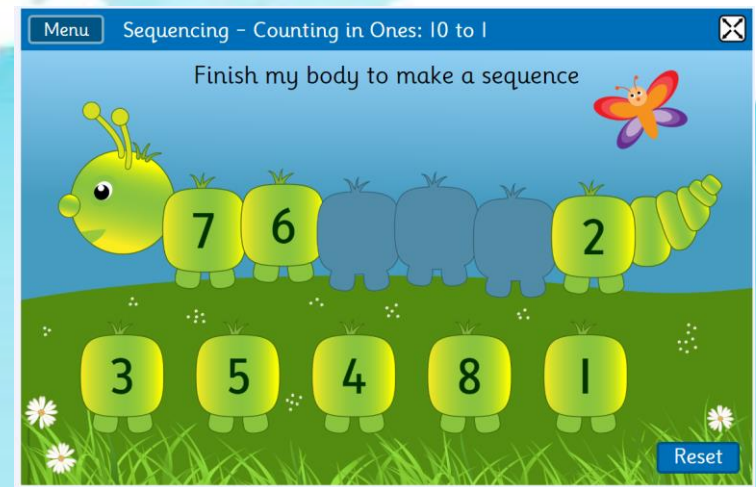 Menu Sequencing - Counting in Ones: 10 to 1
Finish my body to make a sequence
7 6 2
3 5 4 8 1
Reset